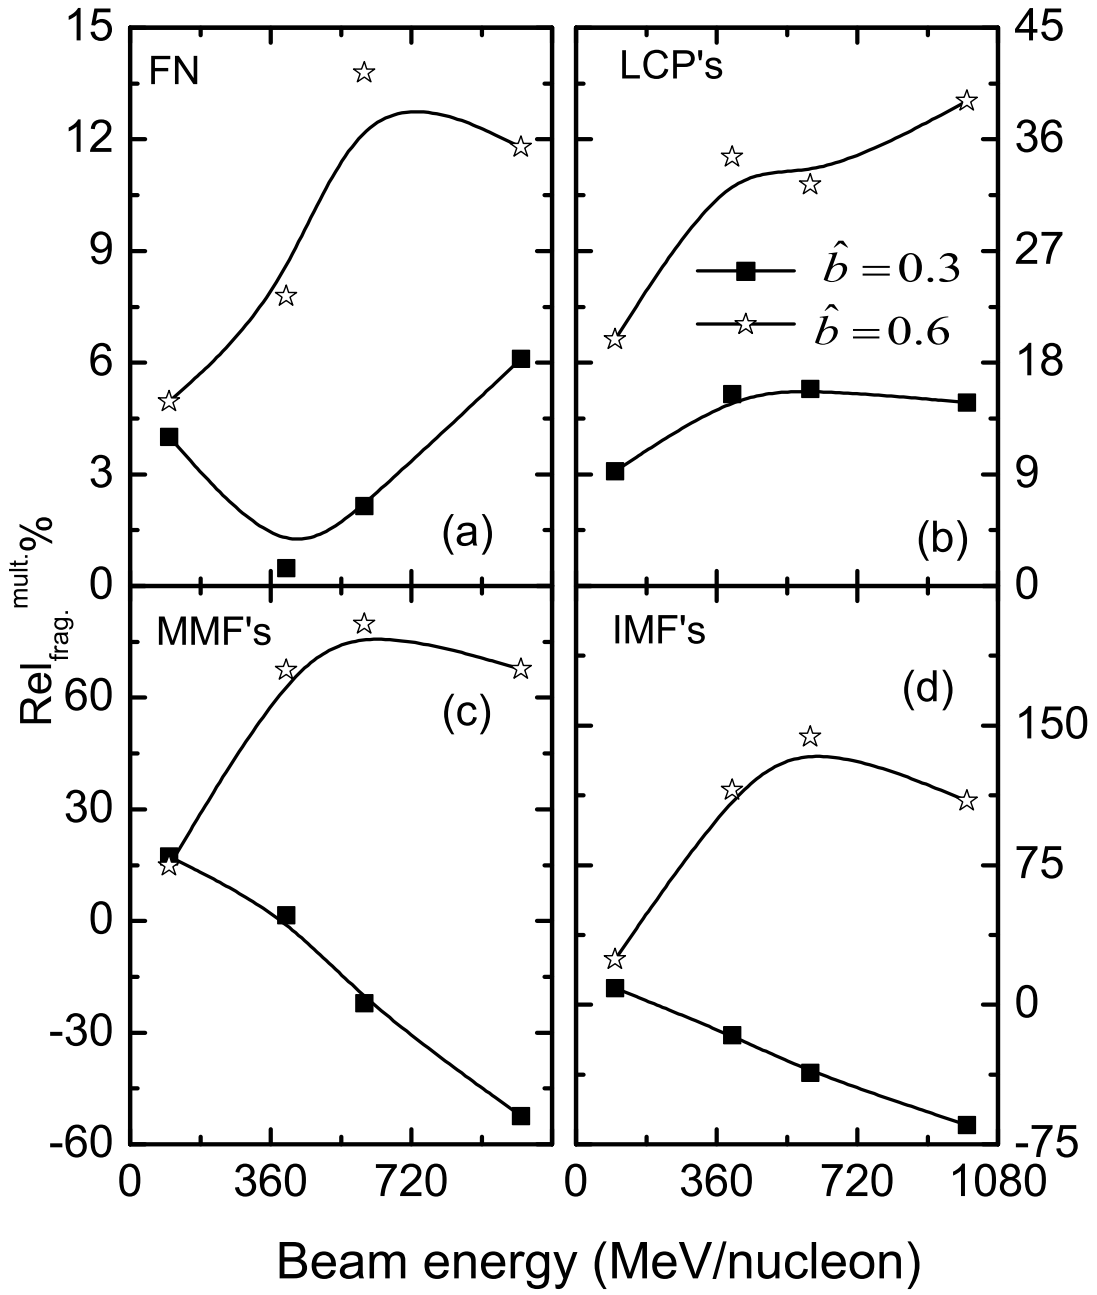 15
12
9
6
3
0
FN
(a)
LCP's
b̂ = 0.3
b̂ = 0.6
(b)
45
36
27
18
9
0
Rel_frag.^mult. %
60
30
0
-30
-60
MMF's
(c)
IMF's
(d)
150
75
0
-75
0 360 720 0 360 720 1080
Beam energy (MeV/nucleon)